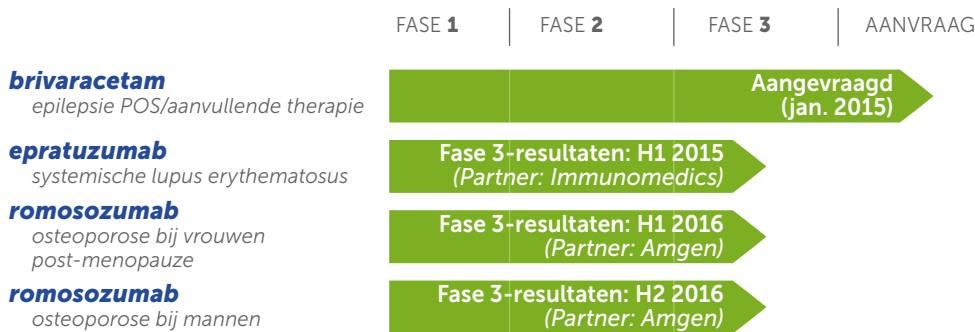 FASE 1 FASE 2 FASE 3 AANVRAAG
brivaracetam
epilepsie POS/aanvullende therapie
Aangevraagd
(jan. 2015)
epratuzumab
systemische lupus erythematosus
Fase 3-resultaten: H1 2015
(Partner: Immunomedics)
romosozumab
osteoporose bij vrouwen
post-menopauze
Fase 3-resultaten: H1 2016
(Partner: Amgen)
romosozumab
osteoporose bij mannen
Fase 3-resultaten: H2 2016
(Partner: Amgen)